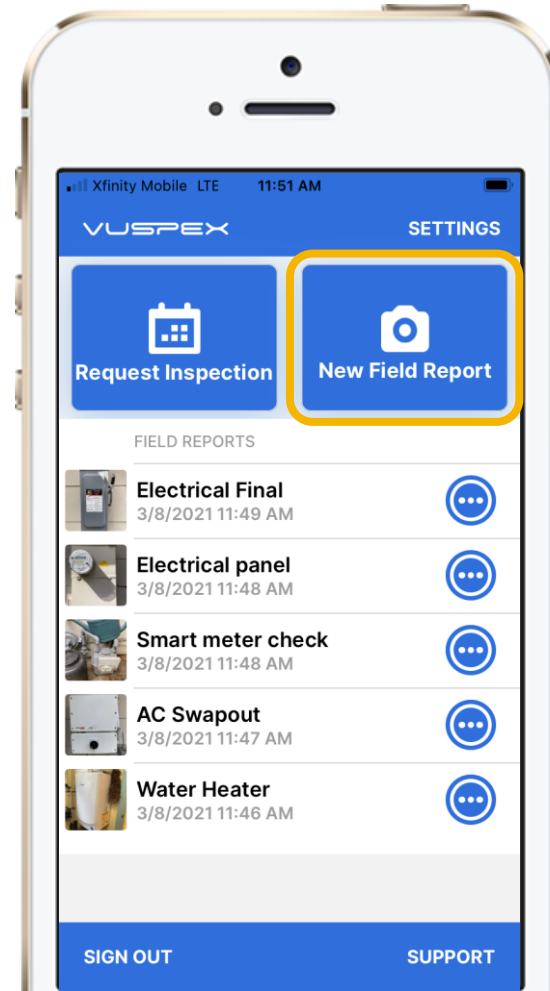 Xfinity Mobile LTE 11:51 AM
VUSPEX SETTINGS
Request Inspection New Field Report
FIELD REPORTS
Electrical Final
3/8/2021 11:49 AM
Electrical panel
3/8/2021 11:48 AM
Smart meter check
3/8/2021 11:48 AM
AC Swapout
3/8/2021 11:47 AM
Water Heater
3/8/2021 11:46 AM
SIGN OUT SUPPORT